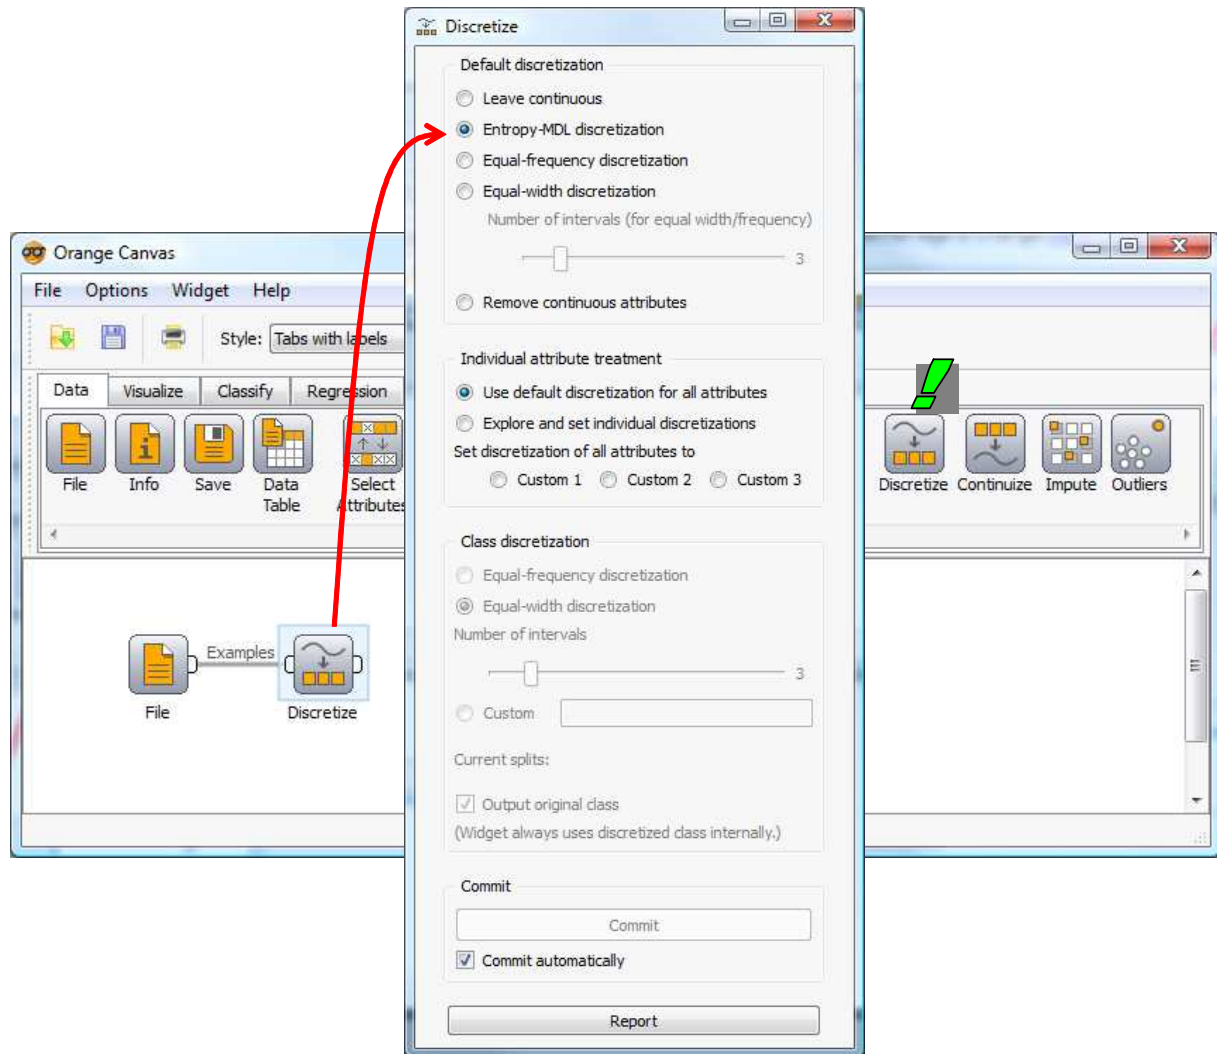 Discretize
Default discretization
Leave continuous
Entropy-MDL discretization
Equal-frequency discretization
Equal-width discretization
Number of intervals (for equal width/frequency)
3
Remove continuous attributes
Individual attribute treatment
Use default discretization for all attributes
Explore and set individual discretizations
Set discretization of all attributes to
Custom 1 Custom 2 Custom 3
Class discretization
Equal-frequency discretization
Equal-width discretization
Number of intervals
3
Custom
Current splits:
Output original class
(Widget always uses discretized class internally.)
Commit
Commit
Commit automatically
Report
Orange Canvas
File Options Widget Help
Style: Tabs with labels
Data Visualize Classify Regression
File Info Save Data Table Select Attributes
Discretize Continuize Impute Outliers
Examples
File Discretize